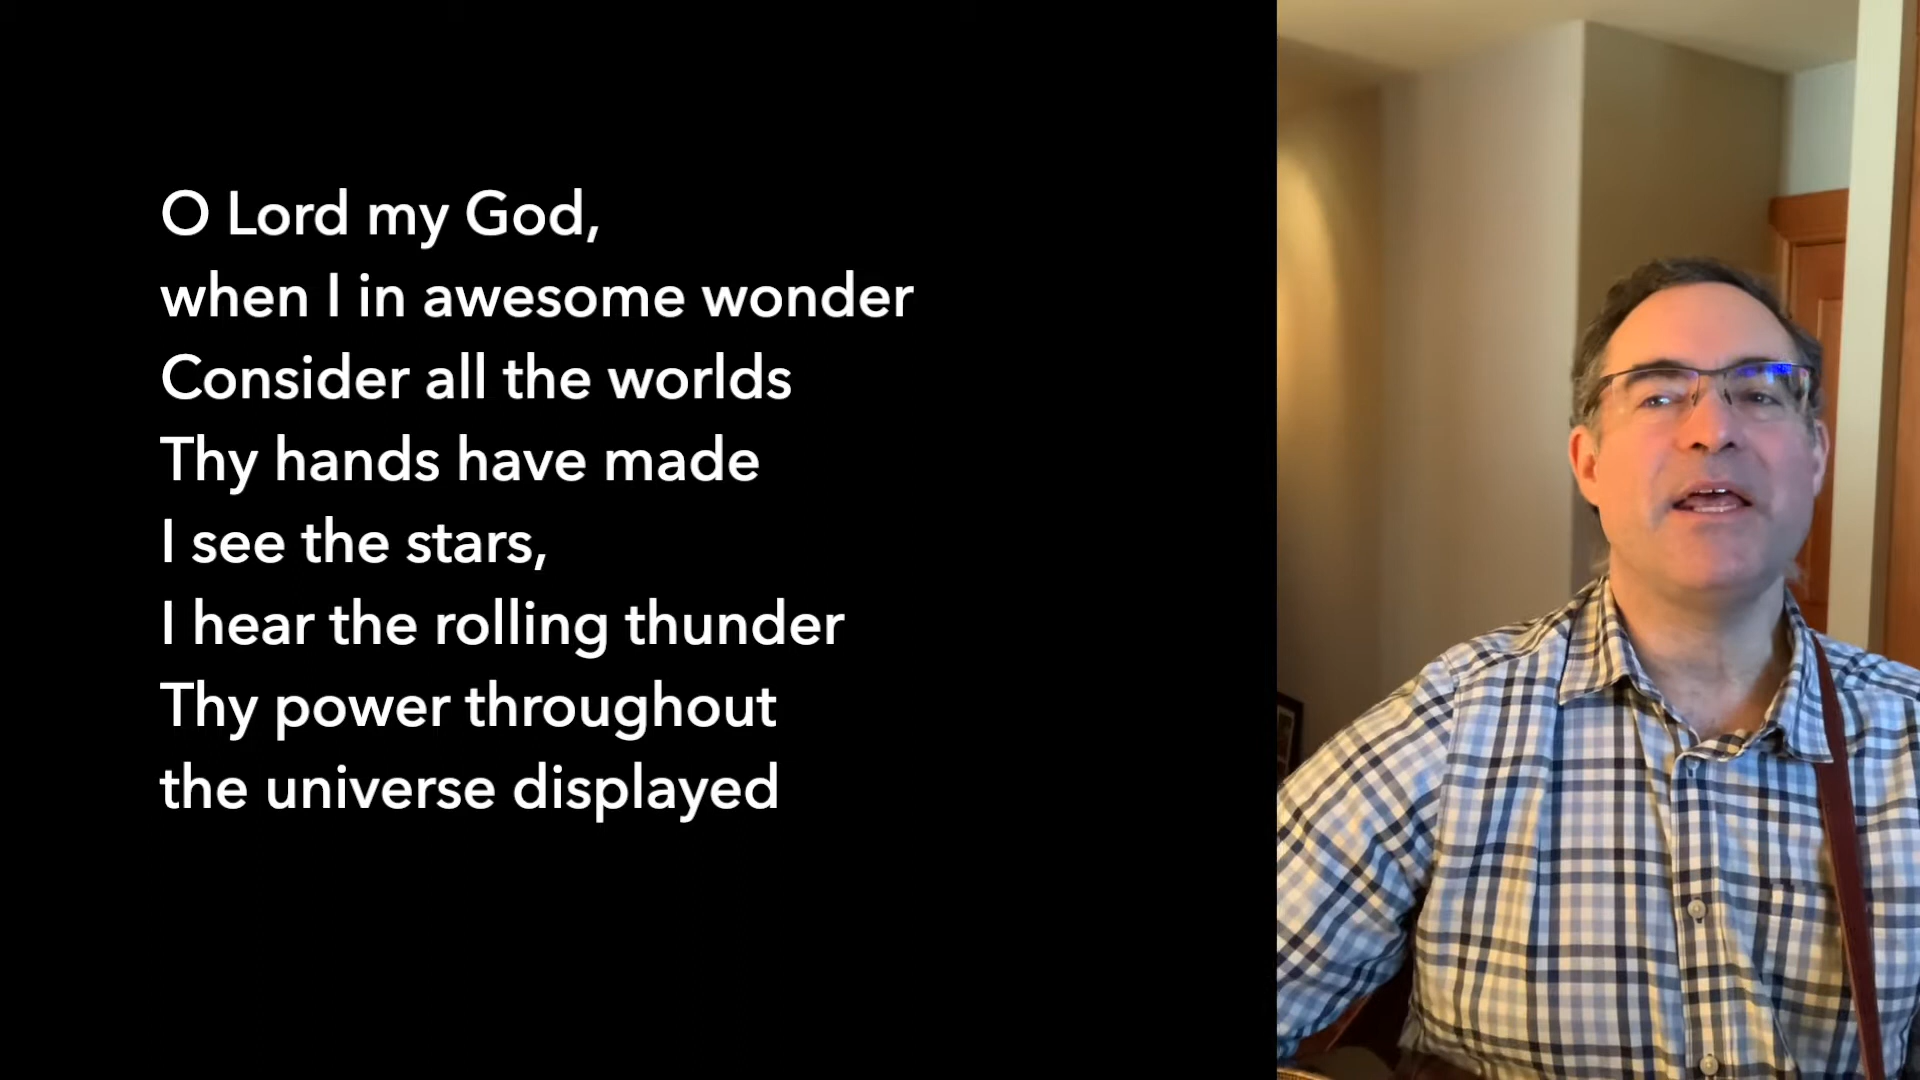 O Lord my God,
when I in awesome wonder
Consider all the worlds
Thy hands have made
I see the stars,
I hear the rolling thunder
Thy power throughout
the universe displayed